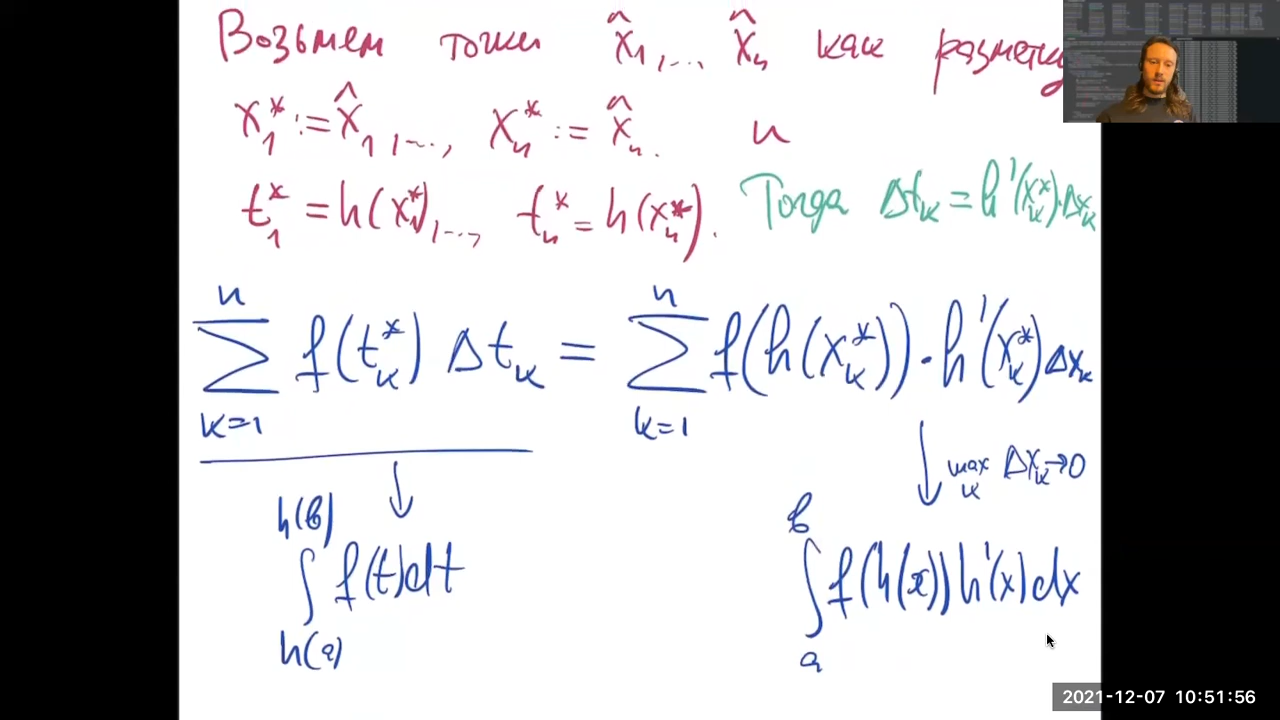 Возьмем точки x̂₁,... x̂ₙ как разметку
x₁* := x̂₁,..., xₙ* := x̂ₙ. и
t₁* = h(x₁*),..., tₙ* = h(xₙ*). Тогда Δtₖ = h'(xₖ*)·Δxₖ
∑ₖ₌₁ⁿ f(tₖ*) Δtₖ = ∑ₖ₌₁ⁿ f(h(xₖ*))·h'(xₖ*)Δxₖ
↓ ↓ max ₖ Δxₖ→0
∫ₕ₍ₐ₎^h(b) f(t)dt ∫ₐᵇ f(h(x))h'(x)dx
2021-12-07 10:51:56